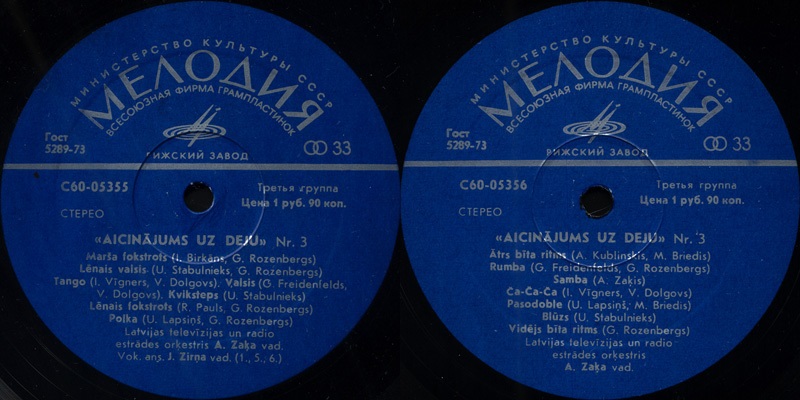 МИНИСТЕРСТВО КУЛЬТУРЫ СССР
МЕЛОДИЯ
ВСЕСОЮЗНАЯ ФИРМА ГРАМПЛАСТИНОК
Гост
5289-73
33
РИЖСКИЙ ЗАВОД
С60-05355
Третья группа
Цена 1 руб. 90 коп.
СТЕРЕО
«AICINĀJUMS UZ DEJU» Nr. 3
Marša fokstrots (I. Birkāns, G. Rozenbergs)
Lēnais valsis (U. Stabulnieks, G. Rozenbergs)
Tango (I. Vīgners, V. Dolgovs). Valsis (G. Freidenfelds,
V. Dolgovs). Kviksteps (U. Stabulnieks)
Lēnais fokstrots (R. Pauls, G. Rozenbergs)
Polka (U. Lapsiņš, G. Rozenbergs)
Latvijas televīzijas un radio
estrādes orķestris A. Zaķa vad.
Vok. ans. J. Zirņa vad. (1., 5., 6.)
МИНИСТЕРСТВО КУЛЬТУРЫ СССР
МЕЛОДИЯ
ВСЕСОЮЗНАЯ ФИРМА ГРАМПЛАСТИНОК
Гост
5289-73
33
РИЖСКИЙ ЗАВОД
С60-05356
Третья группа
Цена 1 руб. 90 коп.
СТЕРЕО
«AICINĀJUMS UZ DEJU» Nr. 3
Ātrs bīta ritms (A. Kublinskis, M. Briedis)
Rumba (G. Freidenfelds, G. Rozenbergs)
Samba (A. Zaķis)
Ča-Ča-Ča (I. Vīgners, V. Dolgovs)
Pasodoble (U. Lapsiņš, M. Briedis)
Blūzs (U. Stabulnieks)
Vidējs bīta ritms (G. Rozenbergs)
Latvijas televīzijas un radio
estrādes orķestris
A. Zaķa vad.